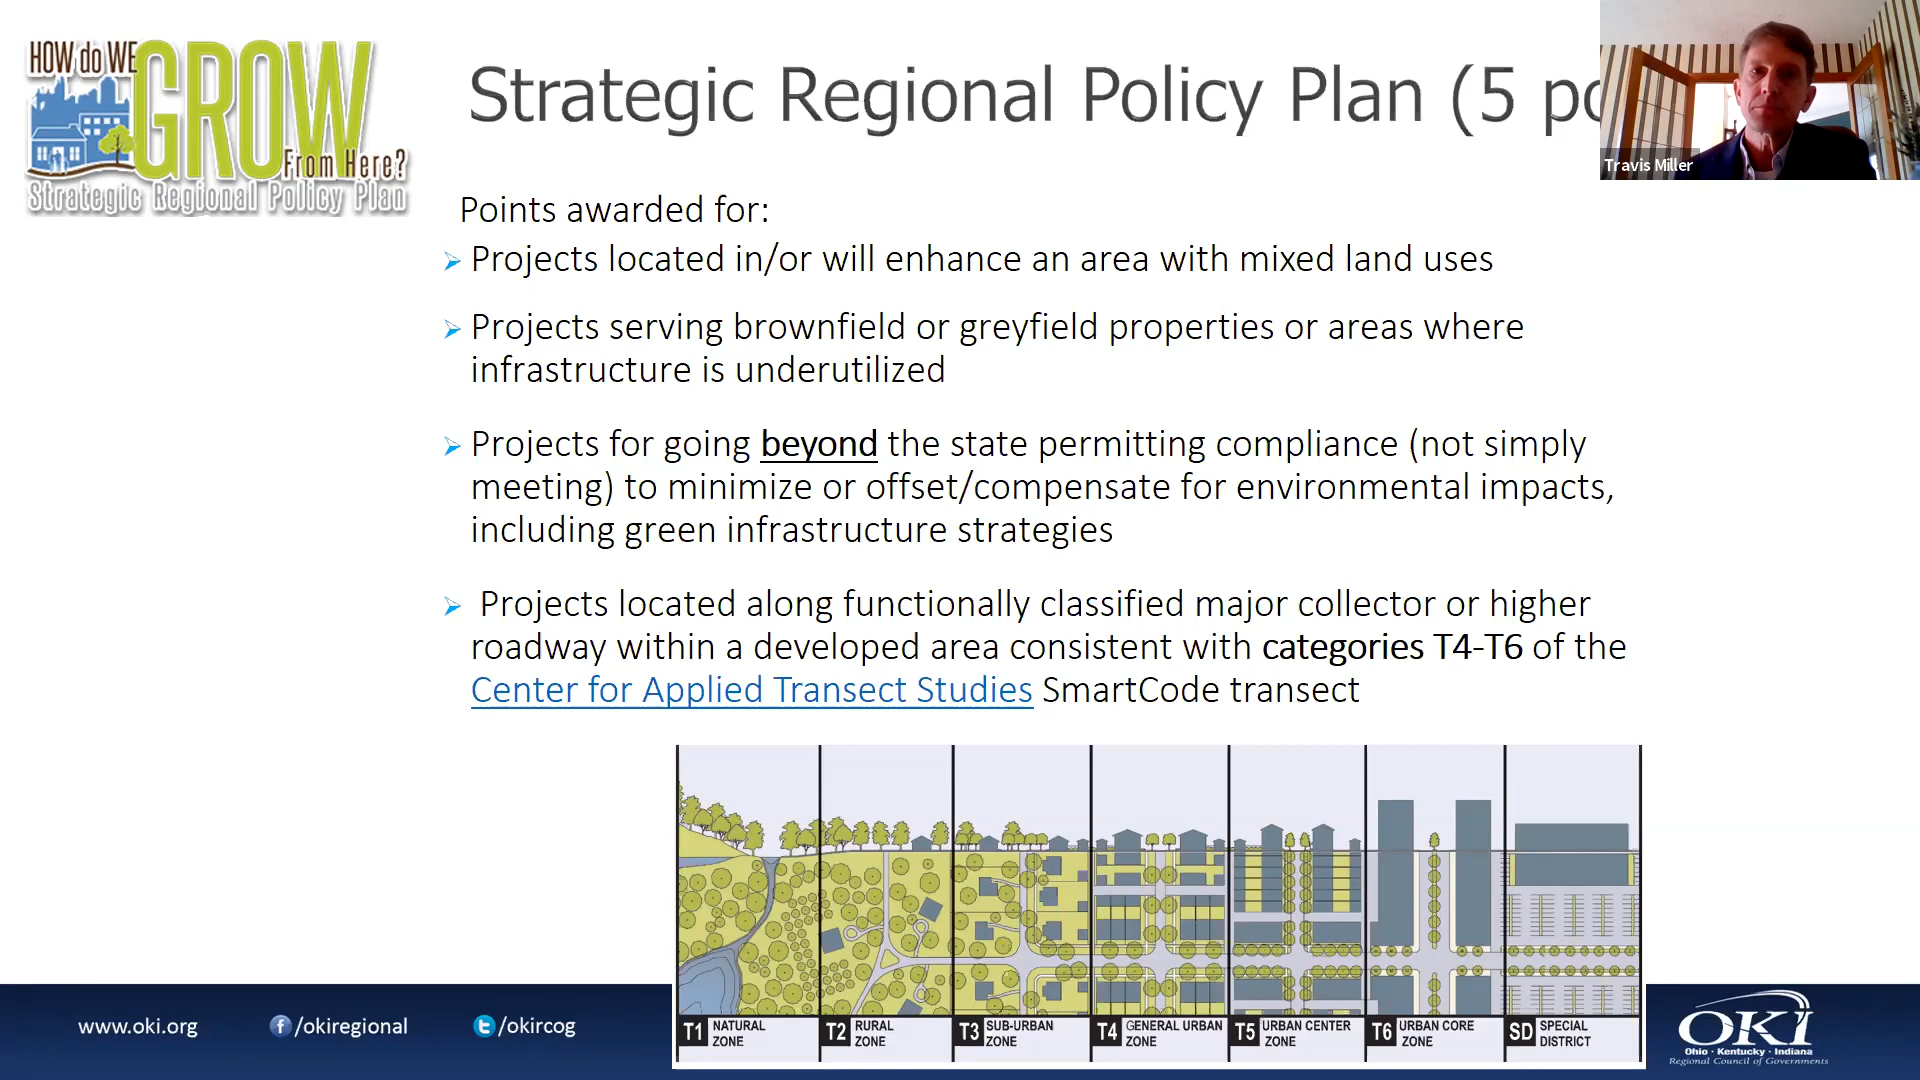 HOW do WE
GROW
From Here?
Strategic Regional Policy Plan
Strategic Regional Policy Plan (5
Travis Miller
Points awarded for:
Projects located in/or will enhance an area with mixed land uses
Projects serving brownfield or greyfield properties or areas where
infrastructure is underutilized
Projects for going beyond the state permitting compliance (not simply
meeting) to minimize or offset/compensate for environmental impacts,
including green infrastructure strategies
Projects located along functionally classified major collector or higher
roadway within a developed area consistent with categories T4-T6 of the
Center for Applied Transect Studies SmartCode transect
T1 NATURAL
ZONE
T2 RURAL
ZONE
T3 SUB-URBAN
ZONE
T4 GENERAL URBAN
ZONE
T5 URBAN CENTER
ZONE
T6 URBAN CORE
ZONE
SD SPECIAL
DISTRICT
www.oki.org
/okiregional
/okircog
OKI
Ohio · Kentucky · Indiana
Regional Council of Governments